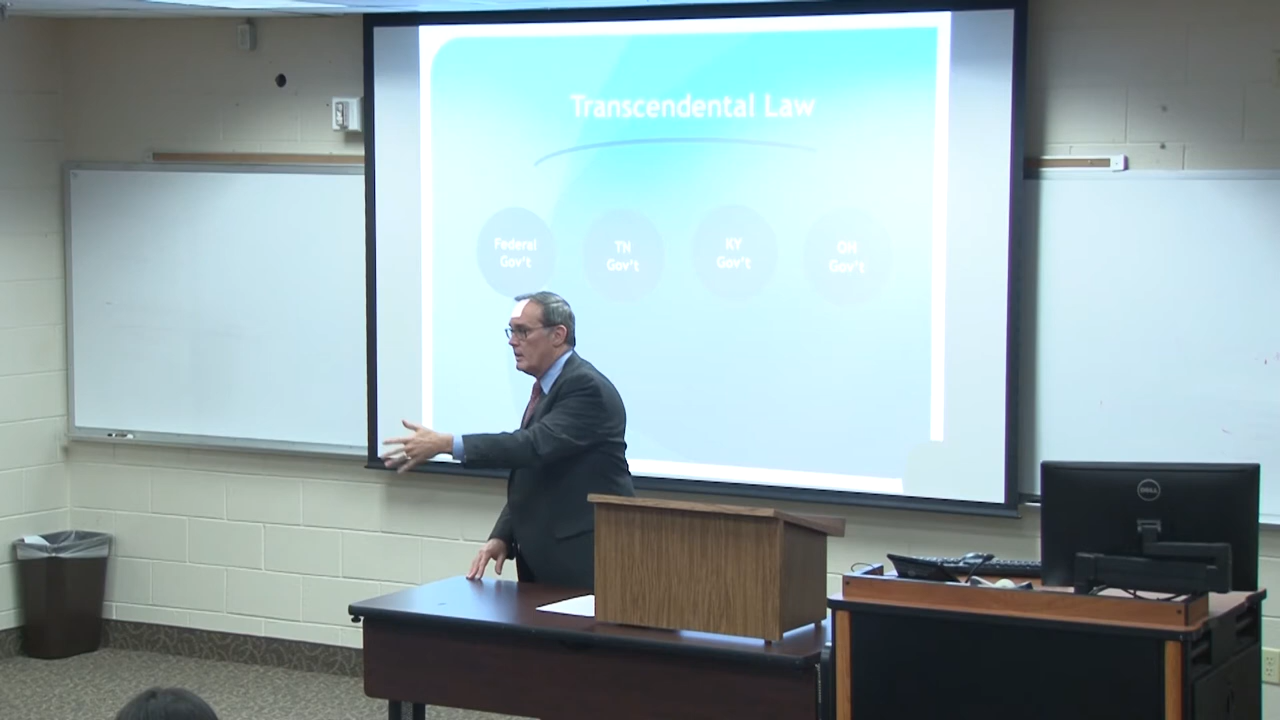 Transcendental Law
Federal
Gov't
TN
Gov't
KY
Gov't
OH
Gov't
DELL